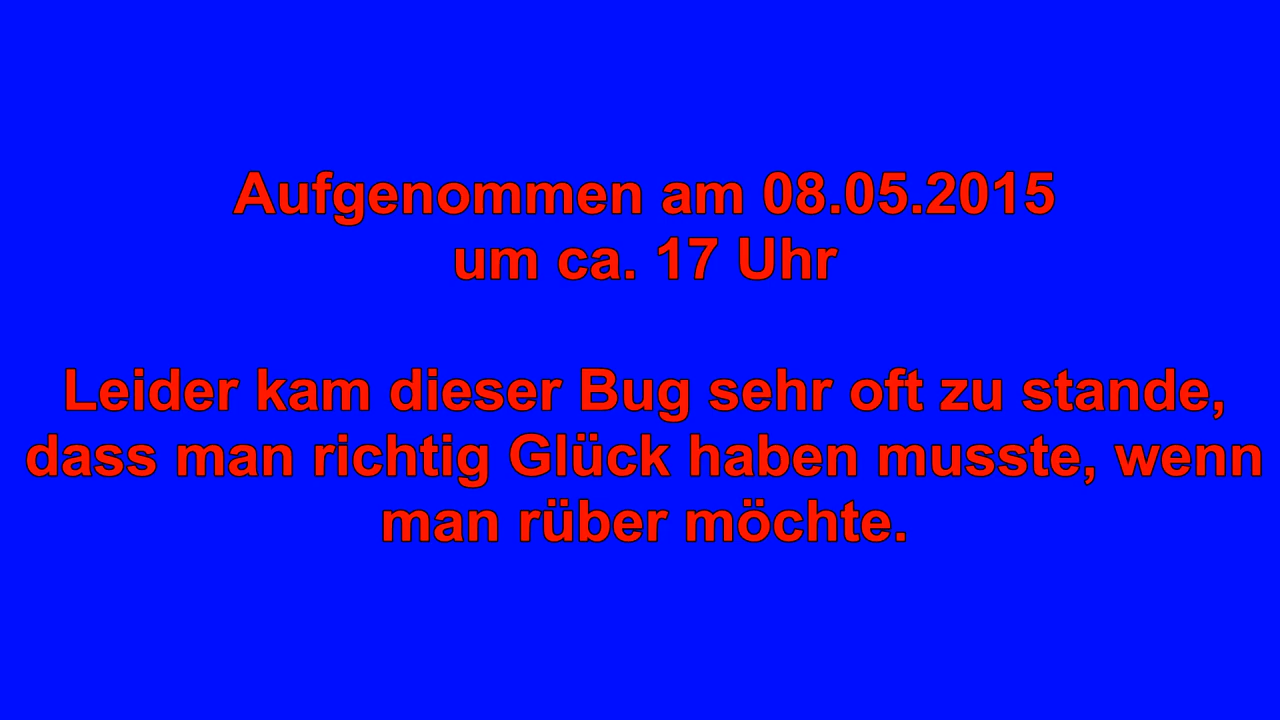 Aufgenommen am 08.05.2015
um ca. 17 Uhr
Leider kam dieser Bug sehr oft zu stande,
dass man richtig Glück haben musste, wenn
man rüber möchte.